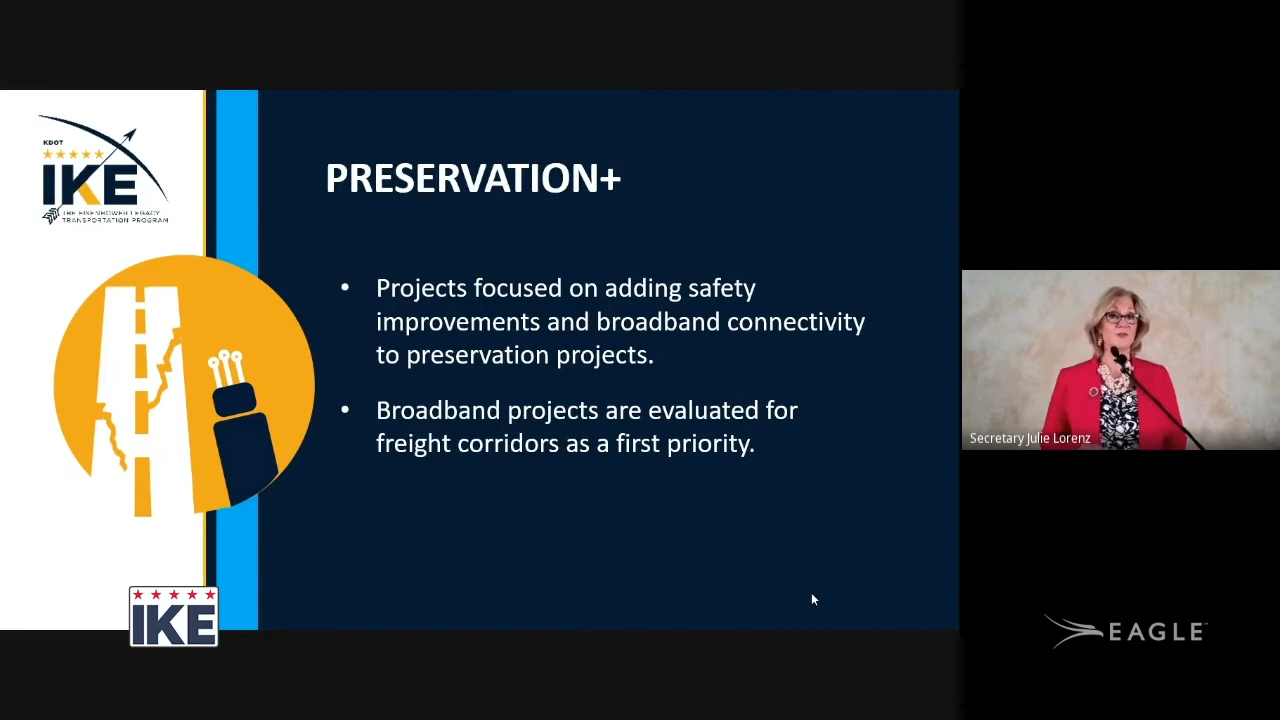 KDOT
IKE
THE EISENHOWER LEGACY
TRANSPORTATION PROGRAM
PRESERVATION+
• Projects focused on adding safety
improvements and broadband connectivity
to preservation projects.
• Broadband projects are evaluated for
freight corridors as a first priority.
Secretary Julie Lorenz
IKE
EAGLE™